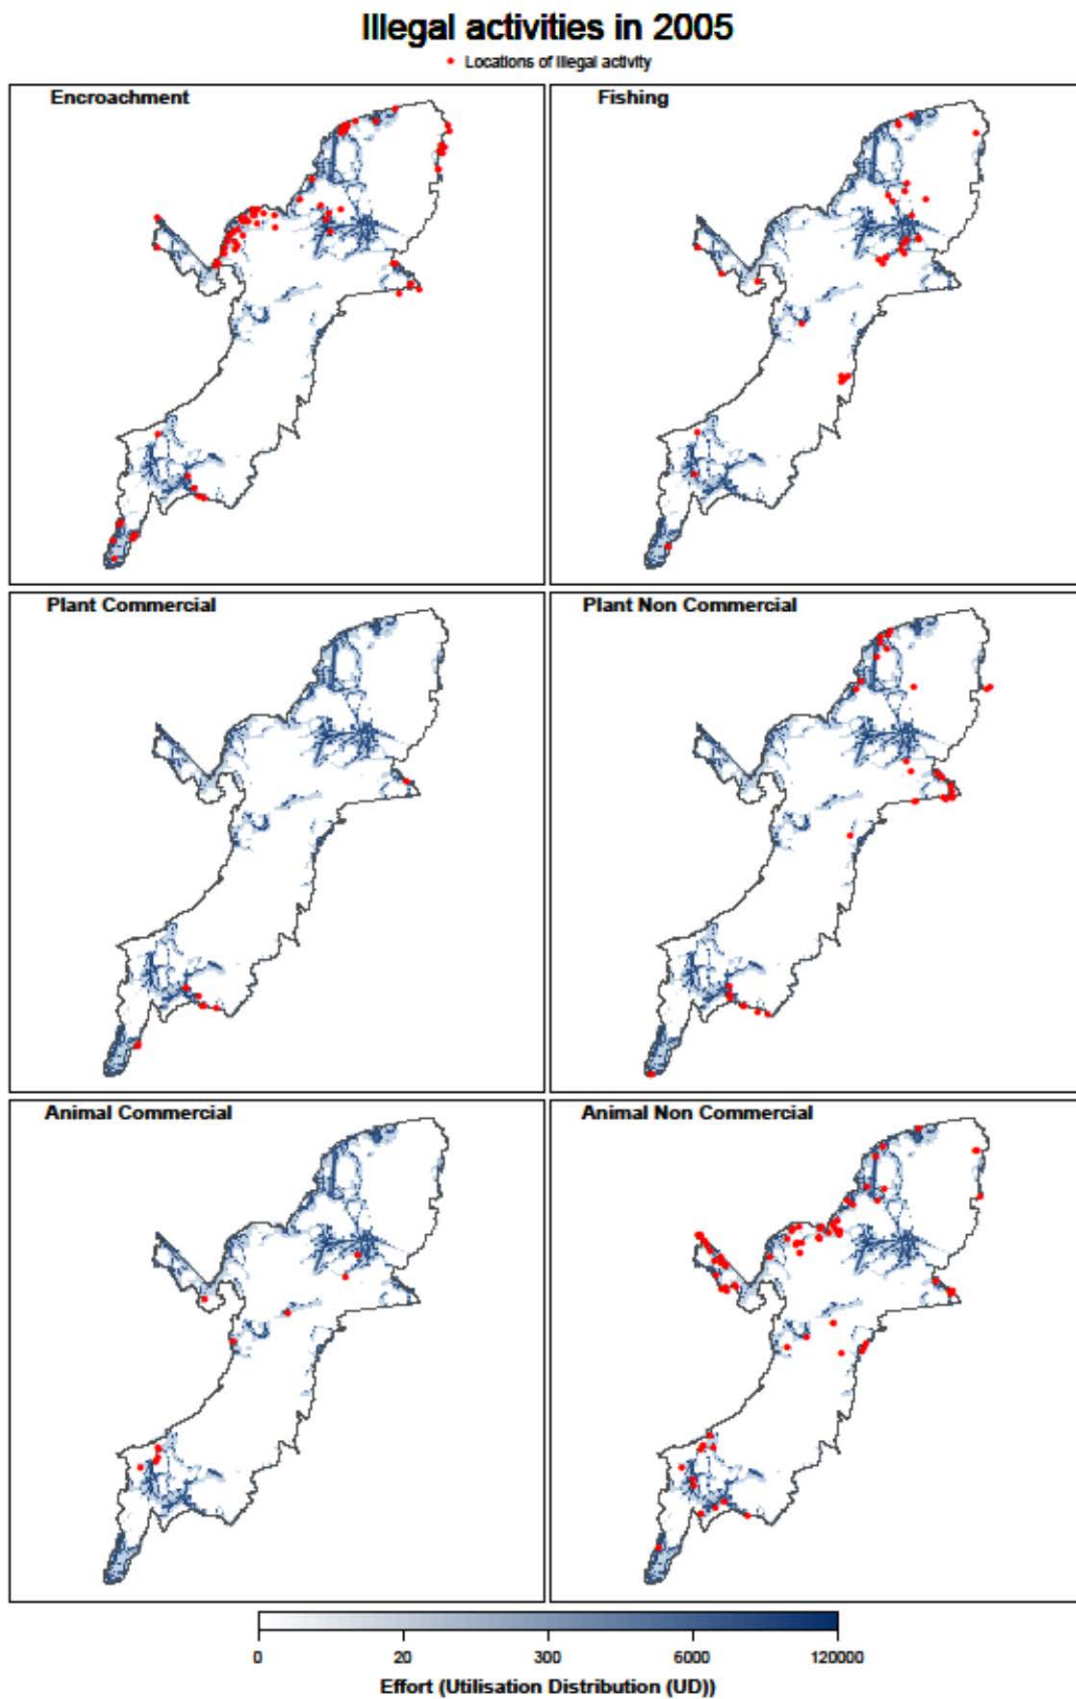 Illegal activities in 2005
Locations of illegal activity
Encroachment
Fishing
Plant Commercial
Plant Non Commercial
Animal Commercial
Animal Non Commercial
0 20 300 6000 120000
Effort (Utilisation Distribution (UD))